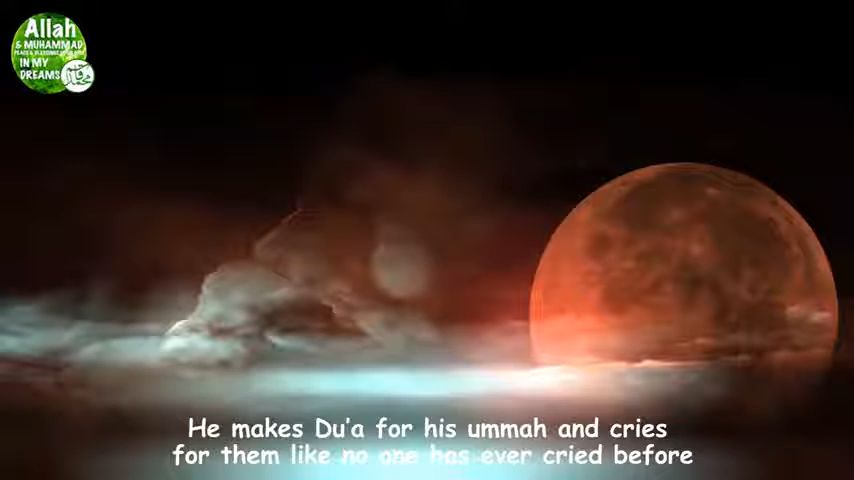 Allah
& MUHAMMAD
IN MY
DREAMS
He makes Du'a for his ummah and cries
for them like no one has ever cried before